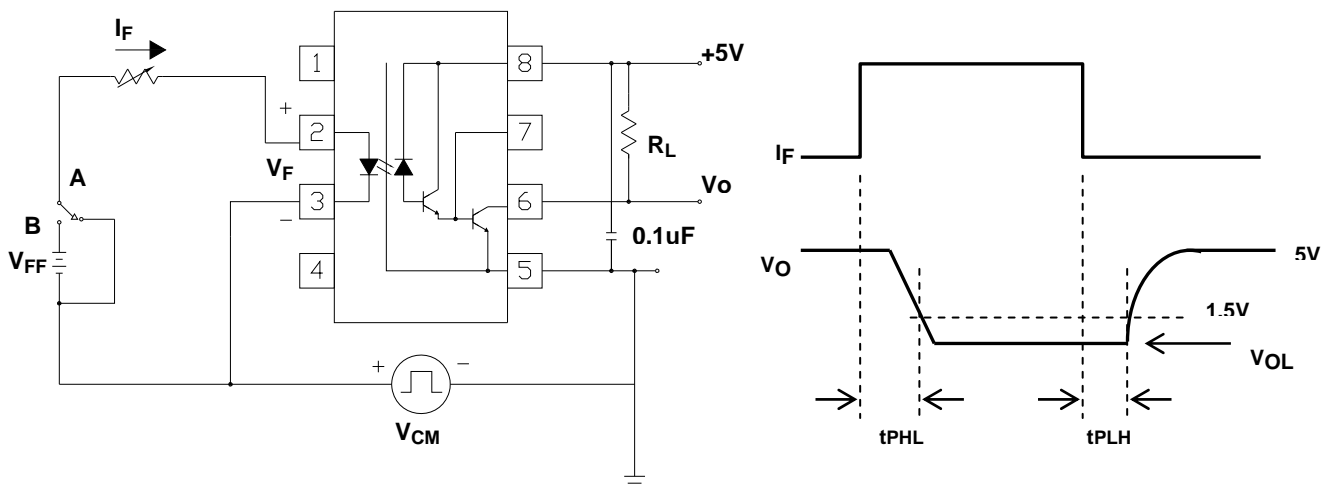 IF
1
8
+5V
+
2
7
RL
VF
A
3
6
Vo
−
B
0.1uF
VFF
4
5
+
−
VCM
IF
VO
5V
1.5V
VOL
tPHL
tPLH